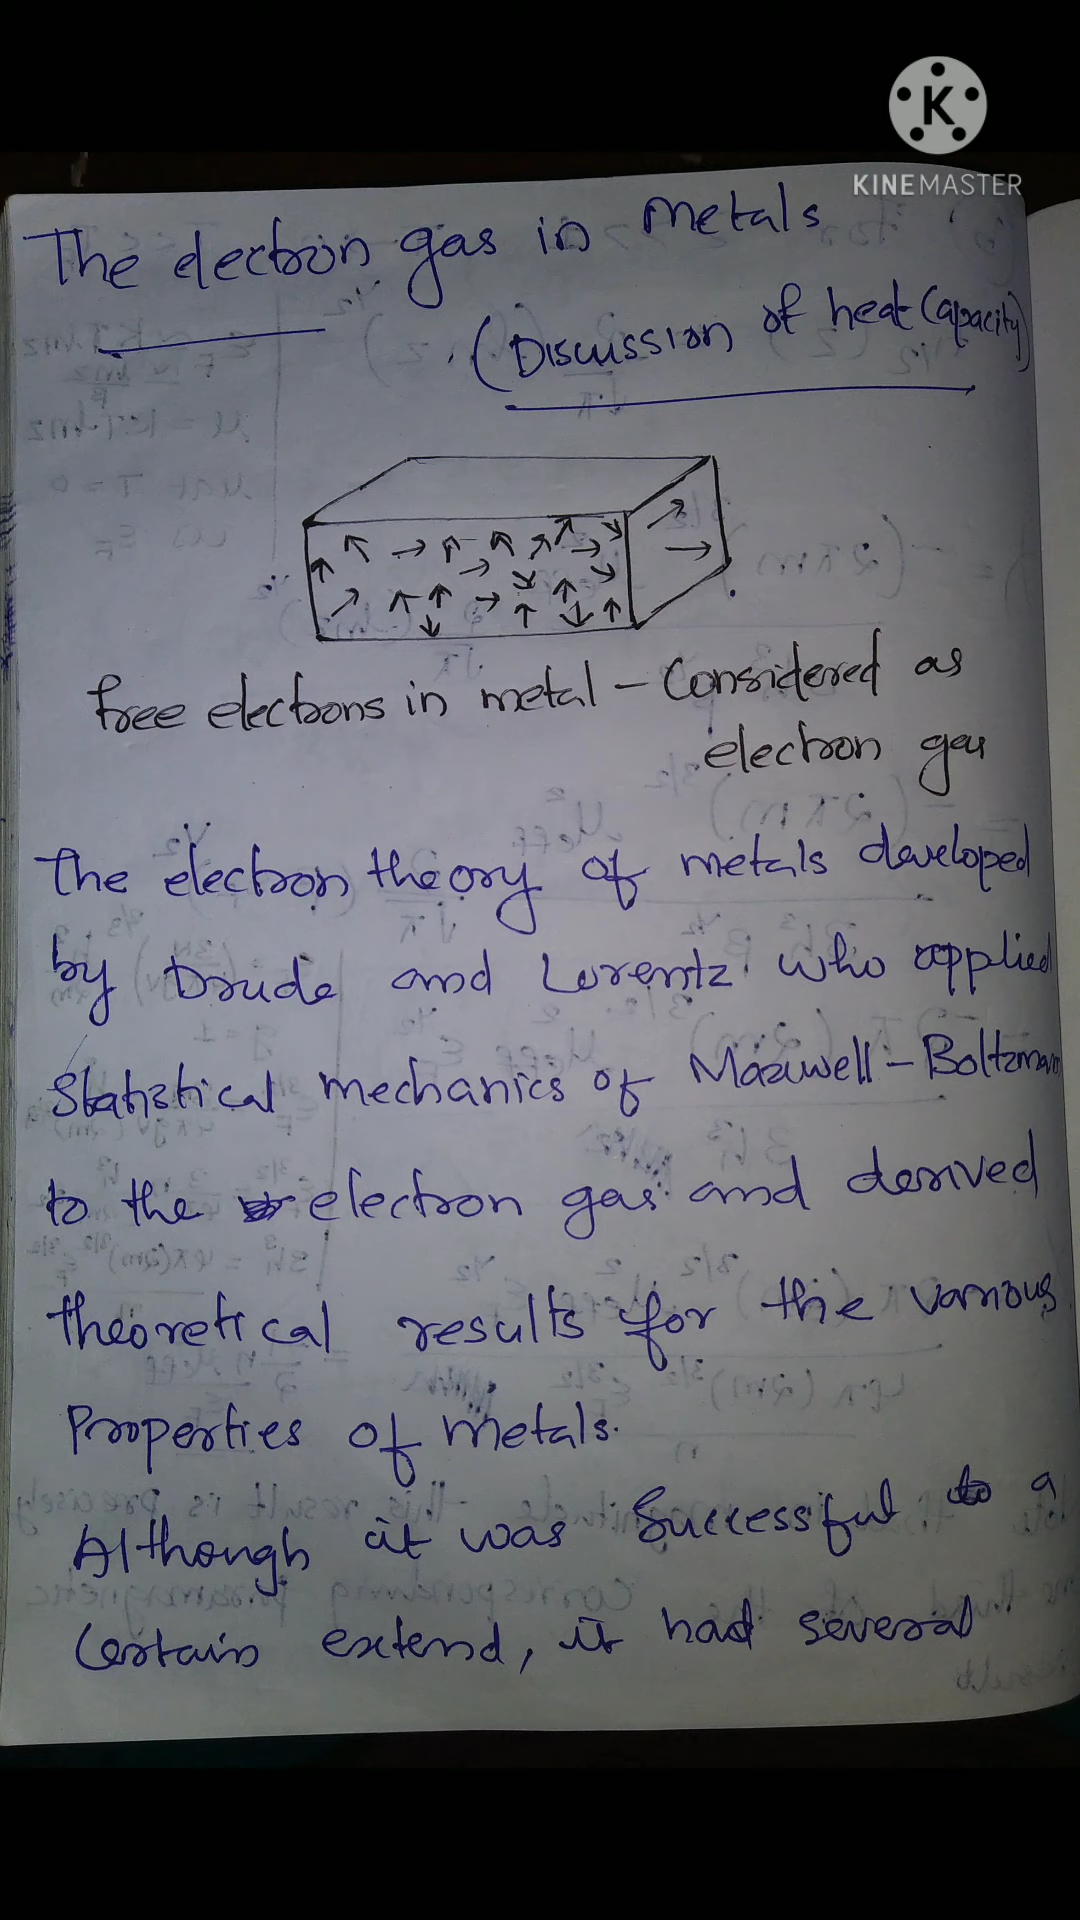 KINEMASTER
The electron gas in Metals
(Discussion of heat Capacity)
free electrons in metal - Considered as
electron gas
The electron theory of metals developed
by Drude and Lorentz who applied
Statistical mechanics of Maxwell-Boltzmann
to the electron gas and derived
theoretical results for the various
Properties of metals.
Although it was Successful to a
Certain extend, it had several